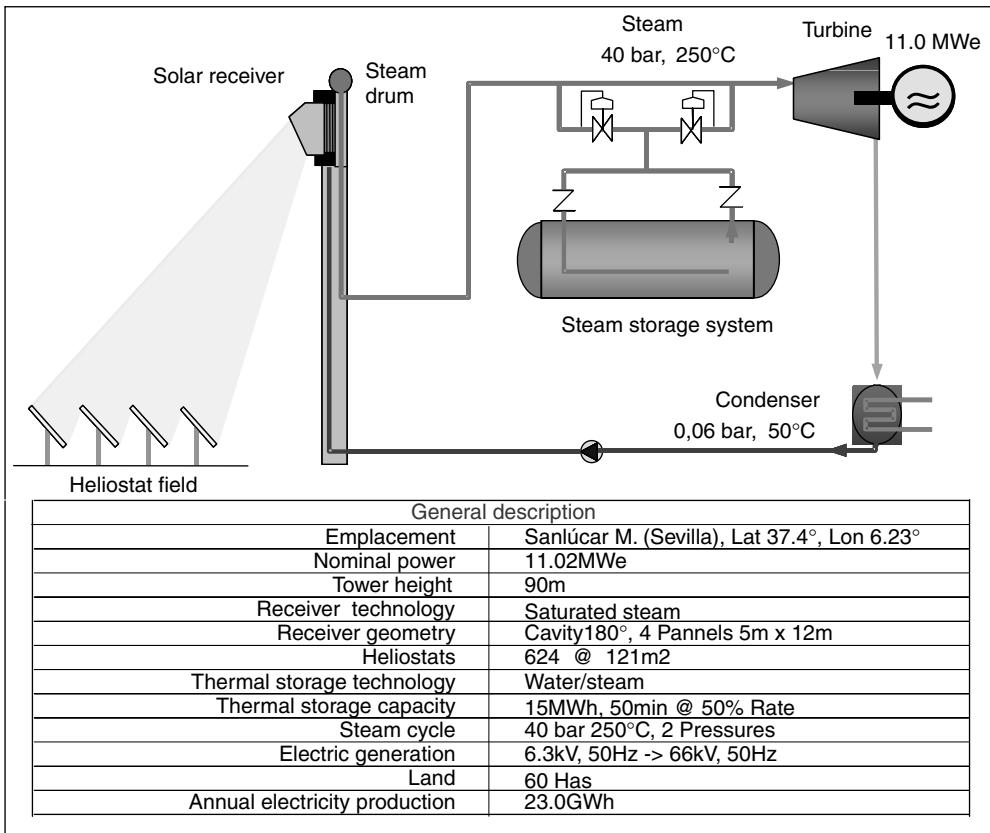 Steam
40 bar, 250°C
Turbine
11.0 MWe
Solar receiver
Steam
drum
Steam storage system
Condenser
0,06 bar, 50°C
Heliostat field
General description
Emplacement Sanlúcar M. (Sevilla), Lat 37.4°, Lon 6.23°
Nominal power 11.02MWe
Tower height 90m
Receiver technology Saturated steam
Receiver geometry Cavity180°, 4 Pannels 5m x 12m
Heliostats 624 @ 121m2
Thermal storage technology Water/steam
Thermal storage capacity 15MWh, 50min @ 50% Rate
Steam cycle 40 bar 250°C, 2 Pressures
Electric generation 6.3kV, 50Hz -> 66kV, 50Hz
Land 60 Has
Annual electricity production 23.0GWh